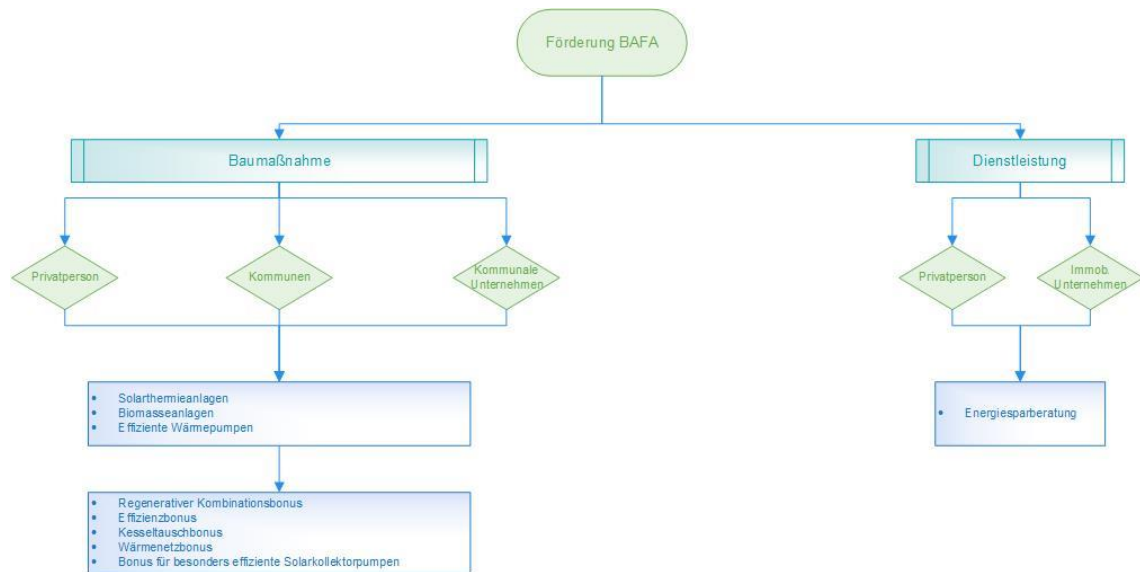 Förderung BAFA
Baumaßnahme
Dienstleistung
Privatperson
Kommunen
Kommunale
Unternehmen
Privatperson
Immob.
Unternehmen
• Solarthermieanlagen
• Biomasseanlagen
• Effiziente Wärmepumpen
• Energiesparberatung
• Regenerativer Kombinationsbonus
• Effizienzbonus
• Kesseltauschbonus
• Wärmenetzbonus
• Bonus für besonders effiziente Solarkollektorpumpen